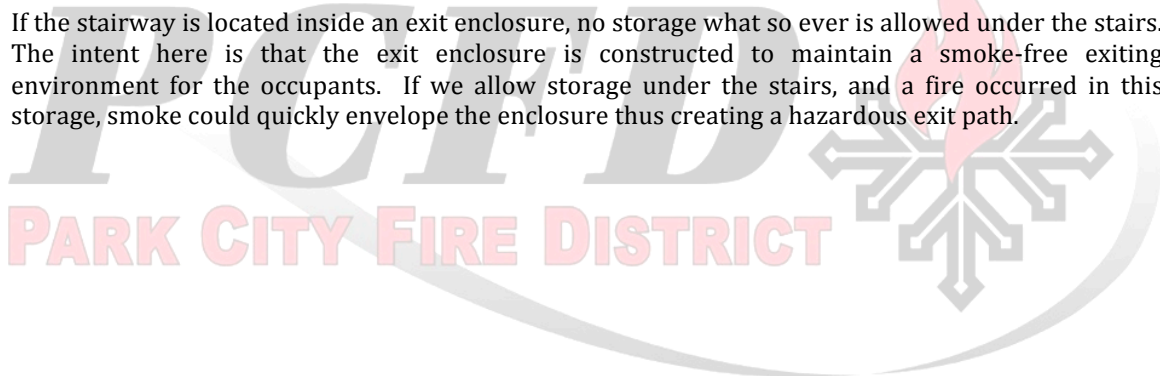 If the stairway is located inside an exit enclosure, no storage what so ever is allowed under the stairs.
The intent here is that the exit enclosure is constructed to maintain a smoke-free exiting
environment for the occupants. If we allow storage under the stairs, and a fire occurred in this
storage, smoke could quickly envelope the enclosure thus creating a hazardous exit path.
PCFD
PARK CITY FIRE DISTRICT